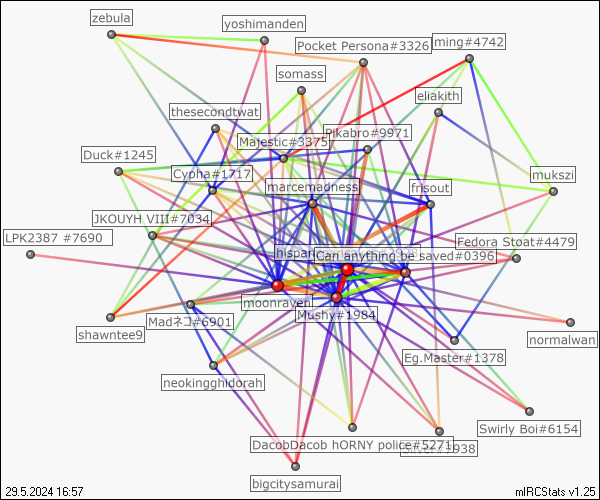 zebula
yoshimanden
Pocket Persona#3326
ming#4742
somass
eliakith
thesecondtwat
Majestic#3375
Pikabro#9971
Duck#1245
Cypha#1717
marcemadness
frisout
mukszi
JKOUYH VIII#7034
LPK2387 #7690
Fedora Stoat#4479
hispan
Can anything be saved#0396
moonraven
Mushy#1984
Madネコ#6901
shawntee9
normalwan
Eg.Master#1378
neokingghidorah
Swirly Boi#6154
DacobDacob hORNY police#5271
bigcitysamurai
29.5.2024 16:57
mIRCStats v1.25